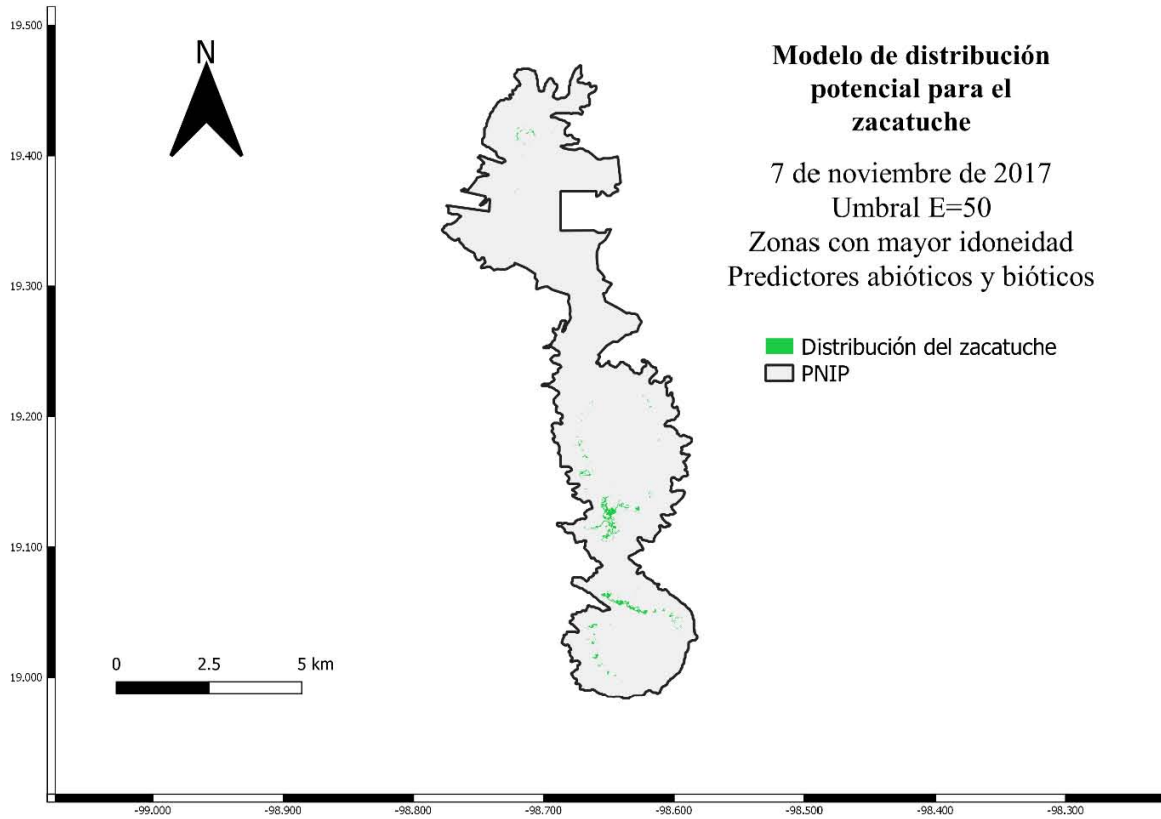 19.500
19.400
19.300
19.200
19.100
19.000
N
Modelo de distribución
potencial para el
zacatuche
7 de noviembre de 2017
Umbral E=50
Zonas con mayor idoneidad
Predictores abióticos y bióticos
Distribución del zacatuche
PNIP
0 2.5 5 km
-99.000 -98.900 -98.800 -98.700 -98.600 -98.500 -98.400 -98.300